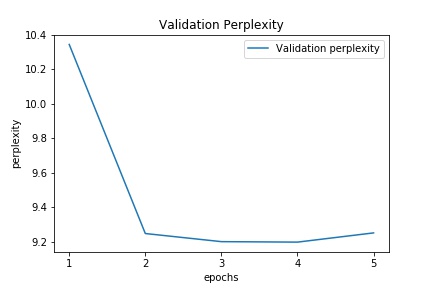 Validation Perplexity
10.4
10.2
10.0
9.8
9.6
9.4
9.2
perplexity
Validation perplexity
1 2 3 4 5
epochs